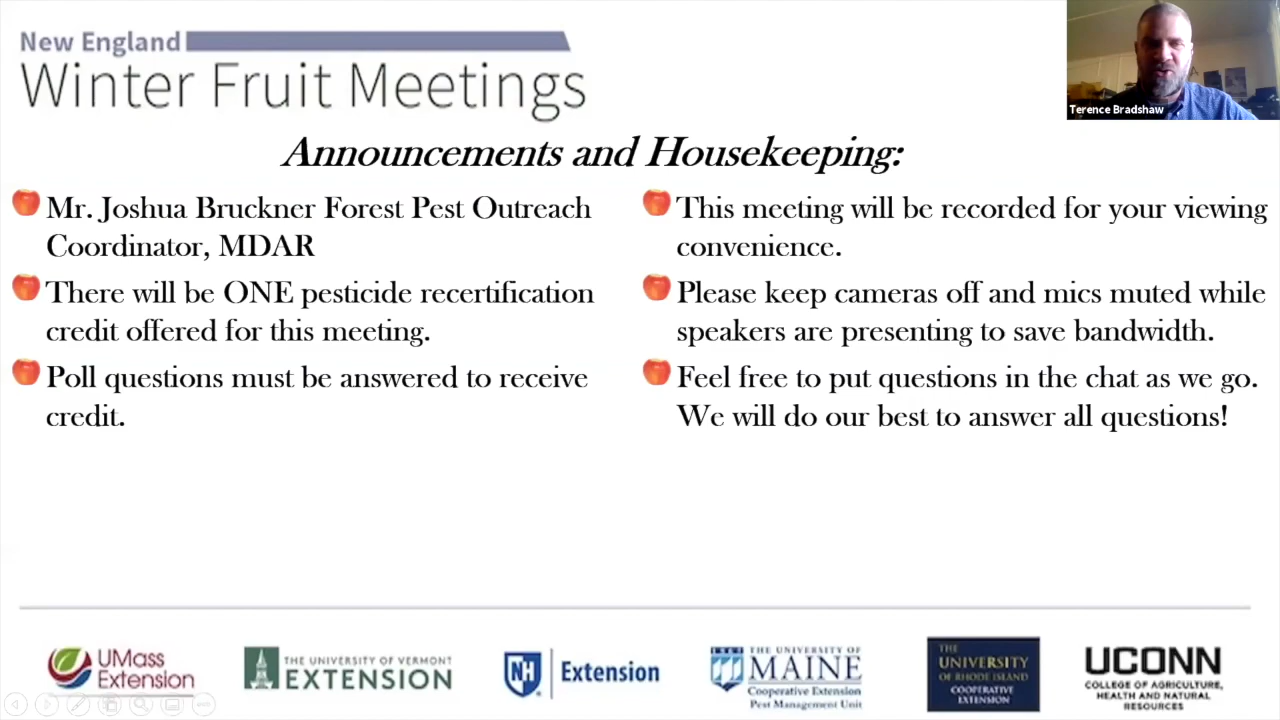 New England
Winter Fruit Meetings
Terence Bradshaw
Announcements and Housekeeping:
Mr. Joshua Bruckner Forest Pest Outreach
Coordinator, MDAR
There will be ONE pesticide recertification
credit offered for this meeting.
Poll questions must be answered to receive
credit.
This meeting will be recorded for your viewing
convenience.
Please keep cameras off and mics muted while
speakers are presenting to save bandwidth.
Feel free to put questions in the chat as we go.
We will do our best to answer all questions!
UMass
Extension
THE UNIVERSITY OF VERMONT
EXTENSION
NH Extension
THE UNIVERSITY OF
MAINE
Cooperative Extension
Pest Management Unit
THE
UNIVERSITY
OF RHODE ISLAND
COOPERATIVE
EXTENSION
UCONN
COLLEGE OF AGRICULTURE,
HEALTH AND NATURAL
RESOURCES